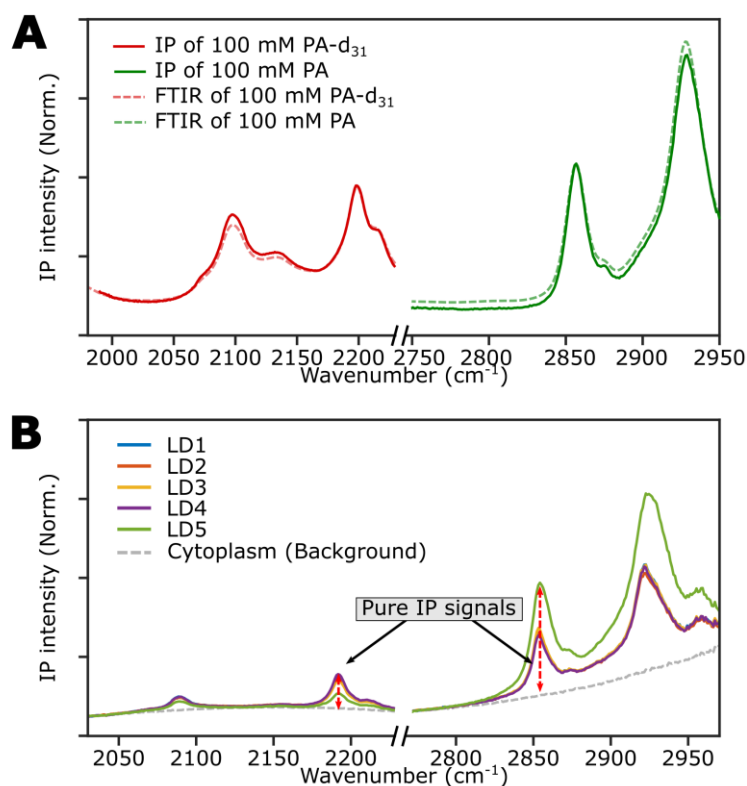 A
IP of 100 mM PA-d₃₁
IP of 100 mM PA
FTIR of 100 mM PA-d₃₁
FTIR of 100 mM PA
IP intensity (Norm.)
2000 2050 2100 2150 2200 2750 2800 2850 2900 2950
Wavenumber (cm⁻¹)
B
LD1
LD2
LD3
LD4
LD5
Cytoplasm (Background)
Pure IP signals
IP intensity (Norm.)
2050 2100 2150 2200 2800 2850 2900 2950
Wavenumber (cm⁻¹)